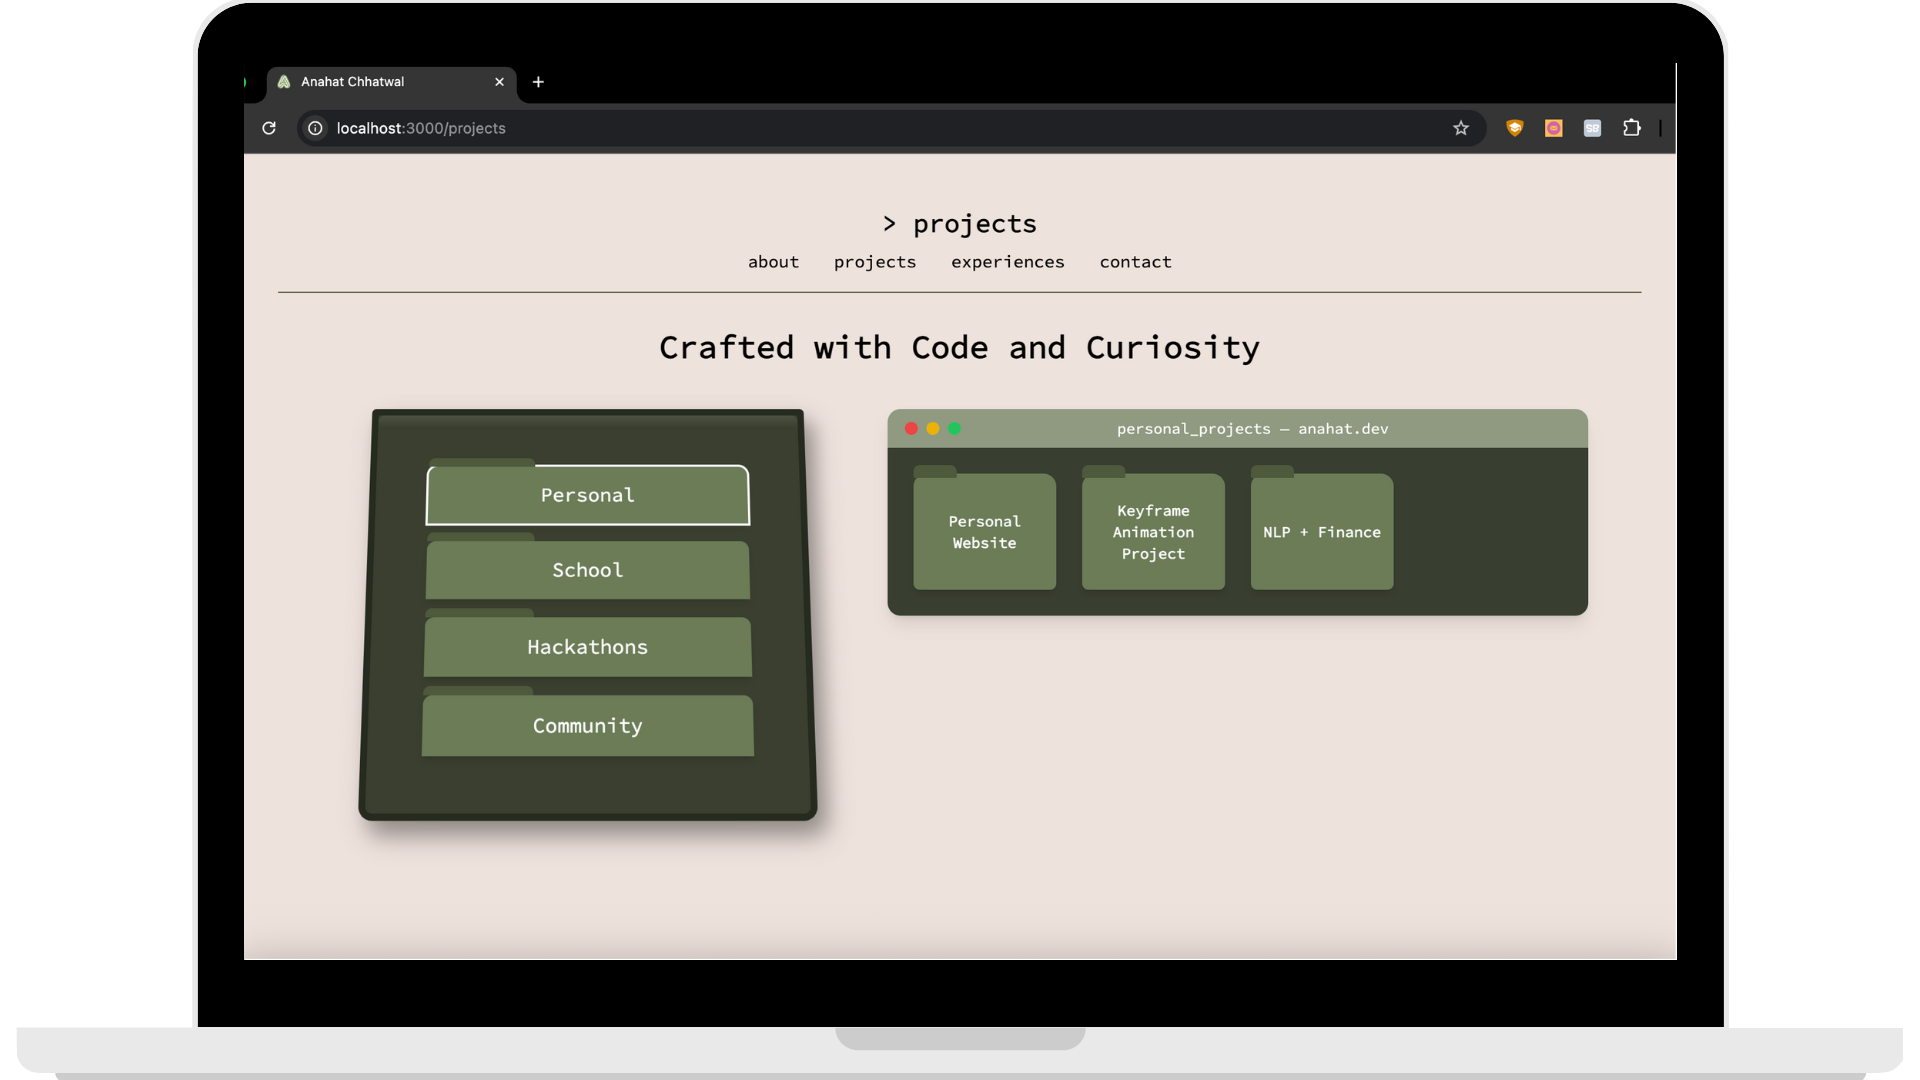 Anahat Chhatwal
localhost:3000/projects
> projects
about projects experiences contact
Crafted with Code and Curiosity
Personal
School
Hackathons
Community
personal_projects — anahat.dev
Personal
Website
Keyframe
Animation
Project
NLP + Finance